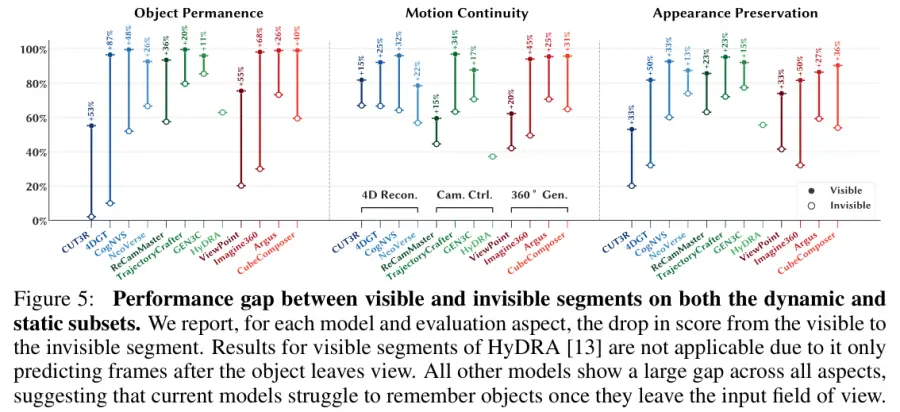 Object Permanence
Motion Continuity
Appearance Preservation
100%
80%
60%
40%
20%
0%
+53%
+87%
+48%
+26%
+36%
+20%
+11%
+55%
+68%
+26%
+40%
+15%
+25%
+32%
+22%
+15%
+34%
+17%
+20%
+45%
+25%
+31%
+33%
+50%
+33%
+13%
+23%
+23%
+15%
+33%
+50%
+27%
+36%
4D Recon.
Cam. Ctrl.
360° Gen.
Visible
Invisible
CUT3R
4DGT
CogNVS
NeoVerse
ReCamMaster
TrajectoryCrafter
GEN3C
HyDRA
ViewPoint
Imagine360
Argus
CubeComposer
CUT3R
4DGT
CogNVS
NeoVerse
ReCamMaster
TrajectoryCrafter
GEN3C
HyDRA
ViewPoint
Imagine360
Argus
CubeComposer
CUT3R
4DGT
CogNVS
NeoVerse
ReCamMaster
TrajectoryCrafter
GEN3C
HyDRA
ViewPoint
Imagine360
Argus
CubeComposer
Figure 5: Performance gap between visible and invisible segments on both the dynamic and
static subsets. We report, for each model and evaluation aspect, the drop in score from the visible to
the invisible segment. Results for visible segments of HyDRA [13] are not applicable due to it only
predicting frames after the object leaves view. All other models show a large gap across all aspects,
suggesting that current models struggle to remember objects once they leave the input field of view.